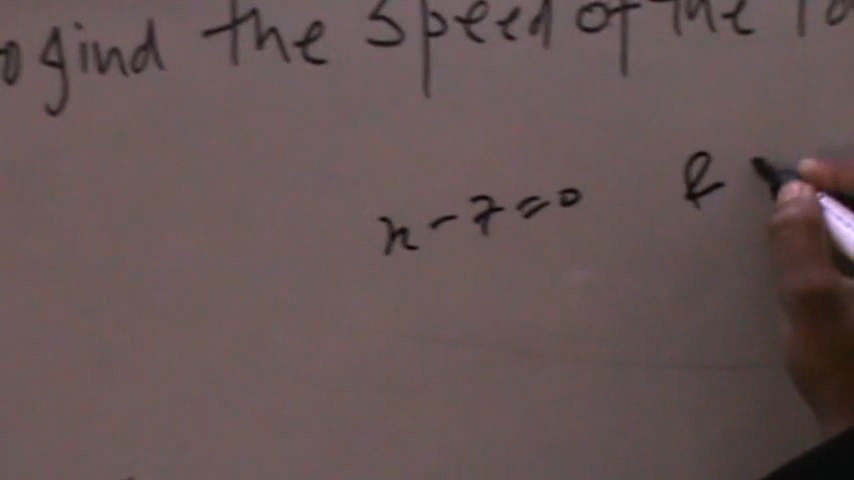 find the speed of the
x - 7 = 0 &